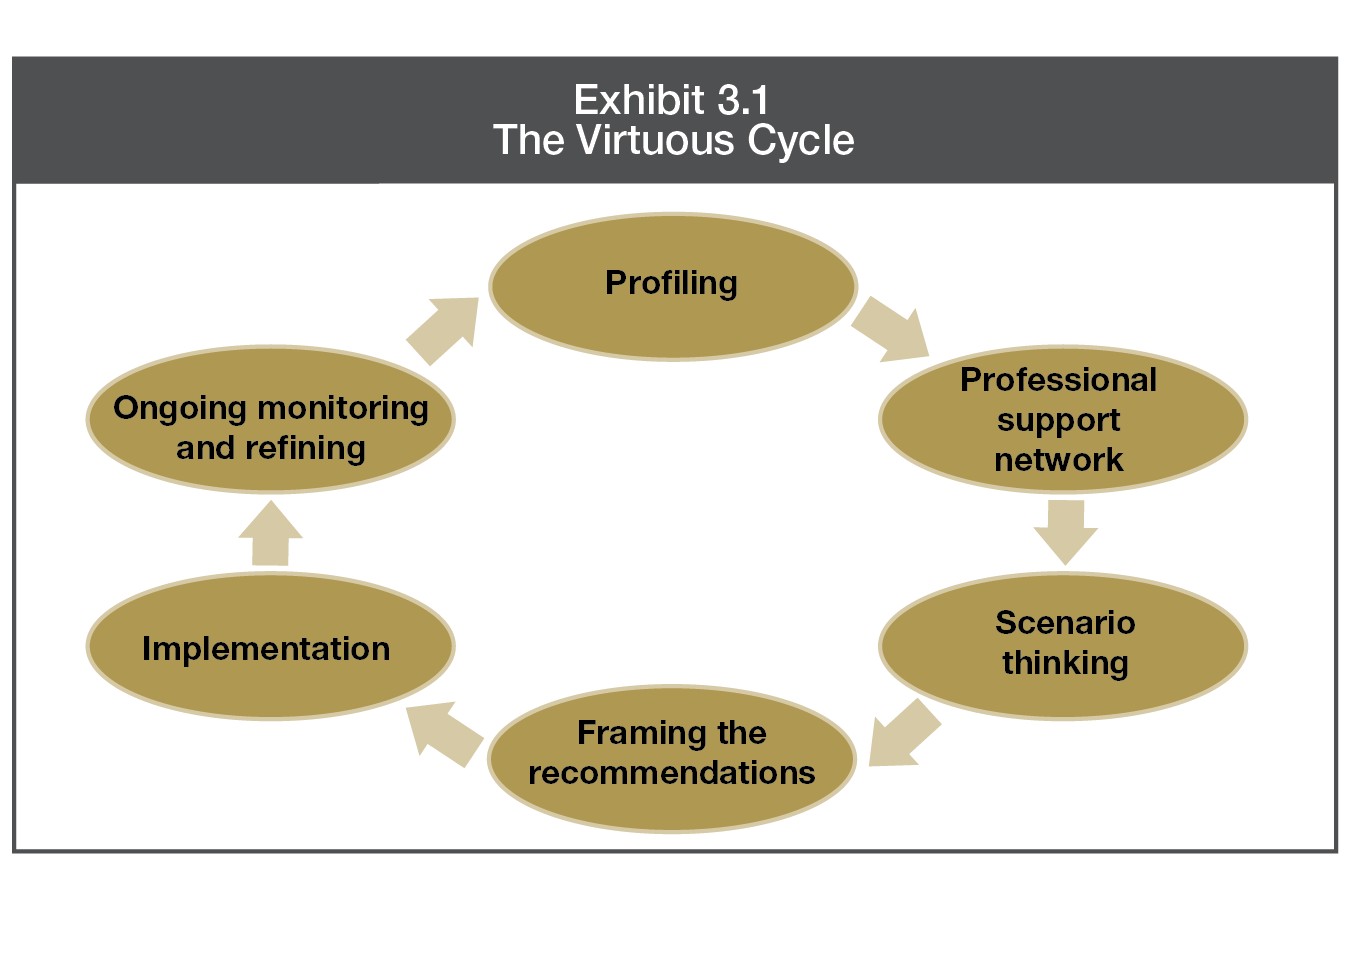 Exhibit 3.1
The Virtuous Cycle
Profiling
Professional
support
network
Scenario
thinking
Framing the
recommendations
Implementation
Ongoing monitoring
and refining